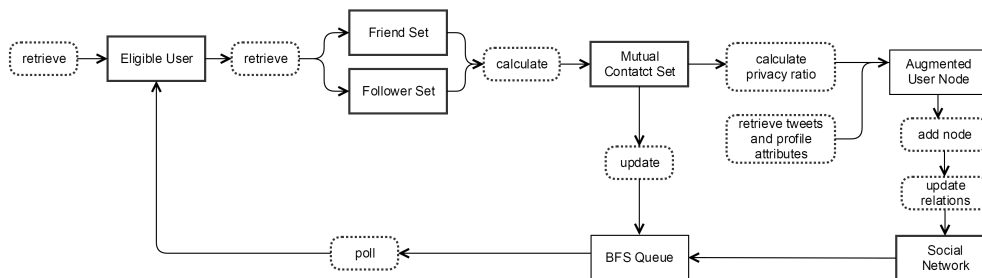 retrieve
Eligible User
retrieve
Friend Set
Follower Set
calculate
Mutual
Contatct Set
calculate
privacy ratio
retrieve tweets
and profile
attributes
Augmented
User Node
add node
update
relations
Social
Network
update
BFS Queue
poll